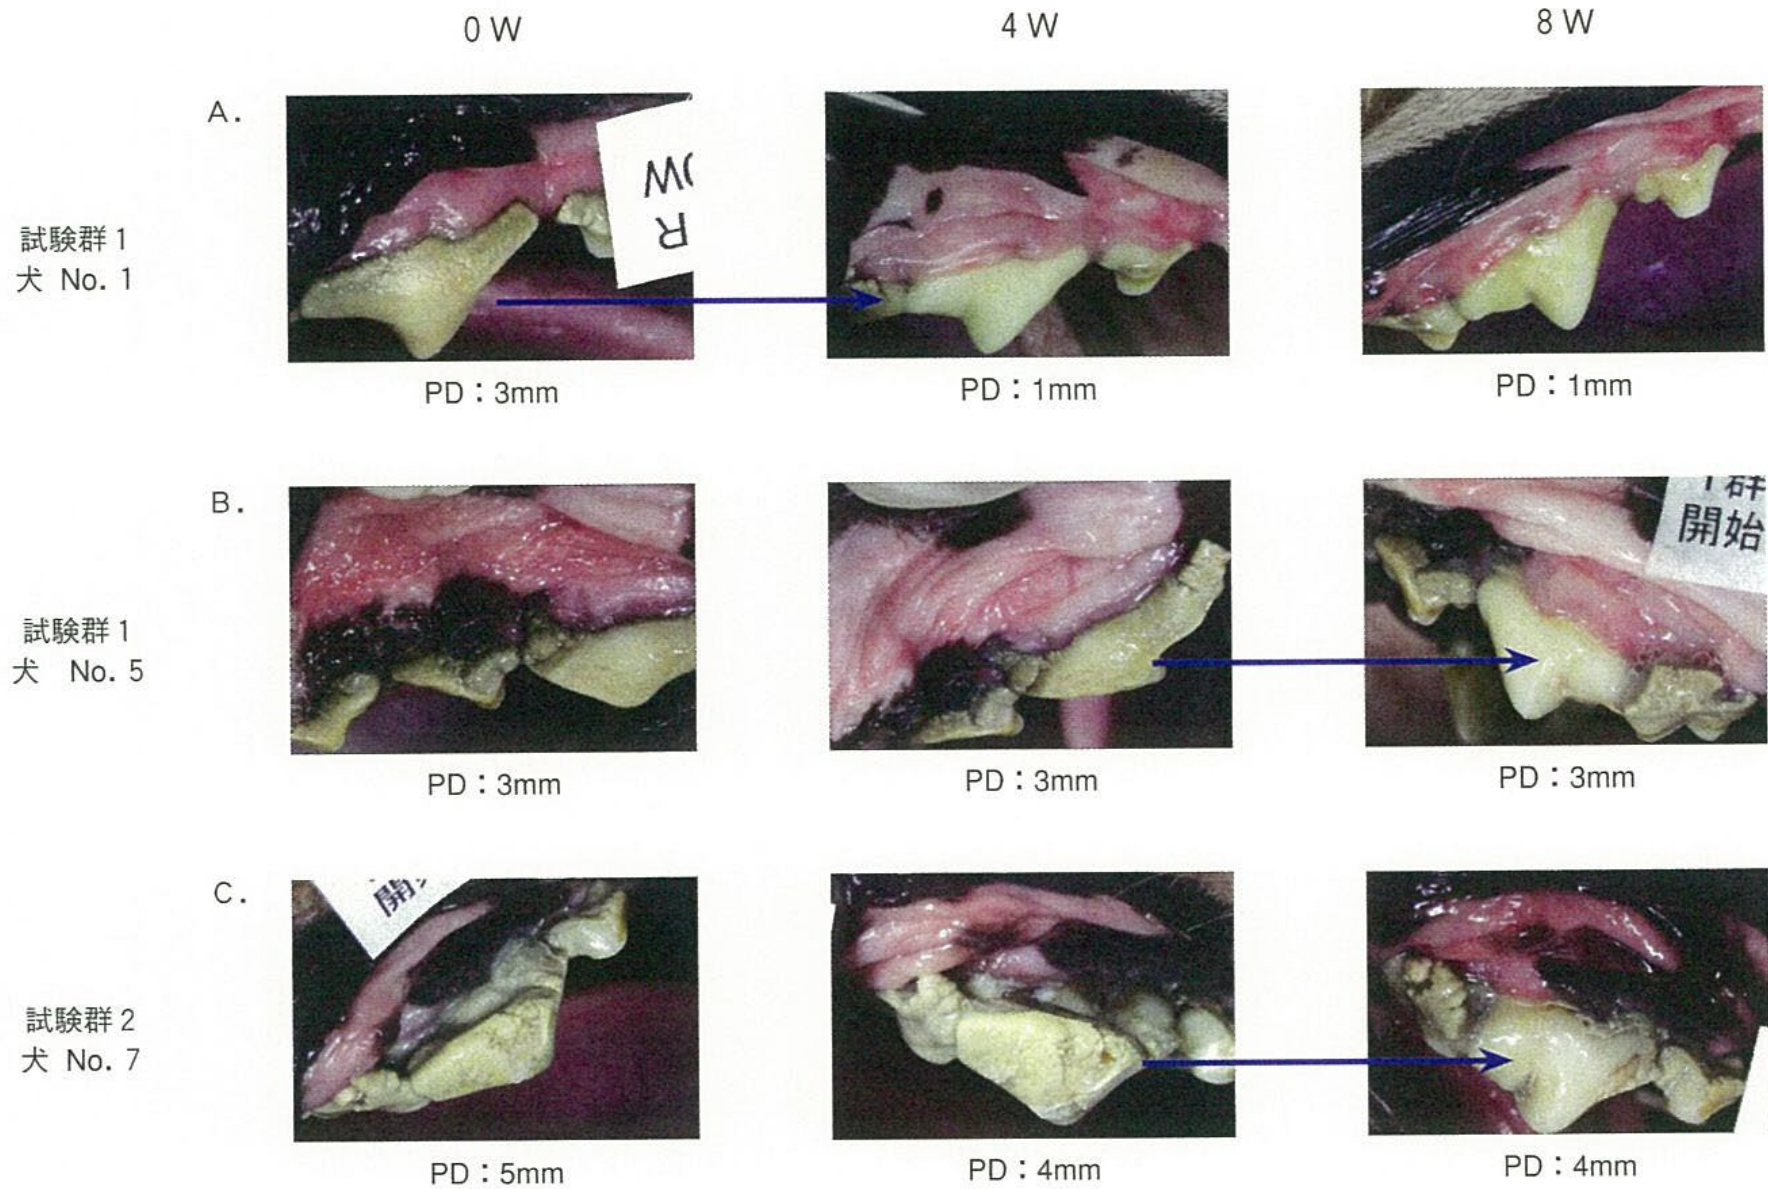 0 W 4 W 8 W
A.
試験群 1
犬 No. 1
PD：3mm PD：1mm PD：1mm
B.
群
開始
試験群 1
犬 No. 5
PD：3mm PD：3mm PD：3mm
C.
開
試験群 2
犬 No. 7
PD：5mm PD：4mm PD：4mm